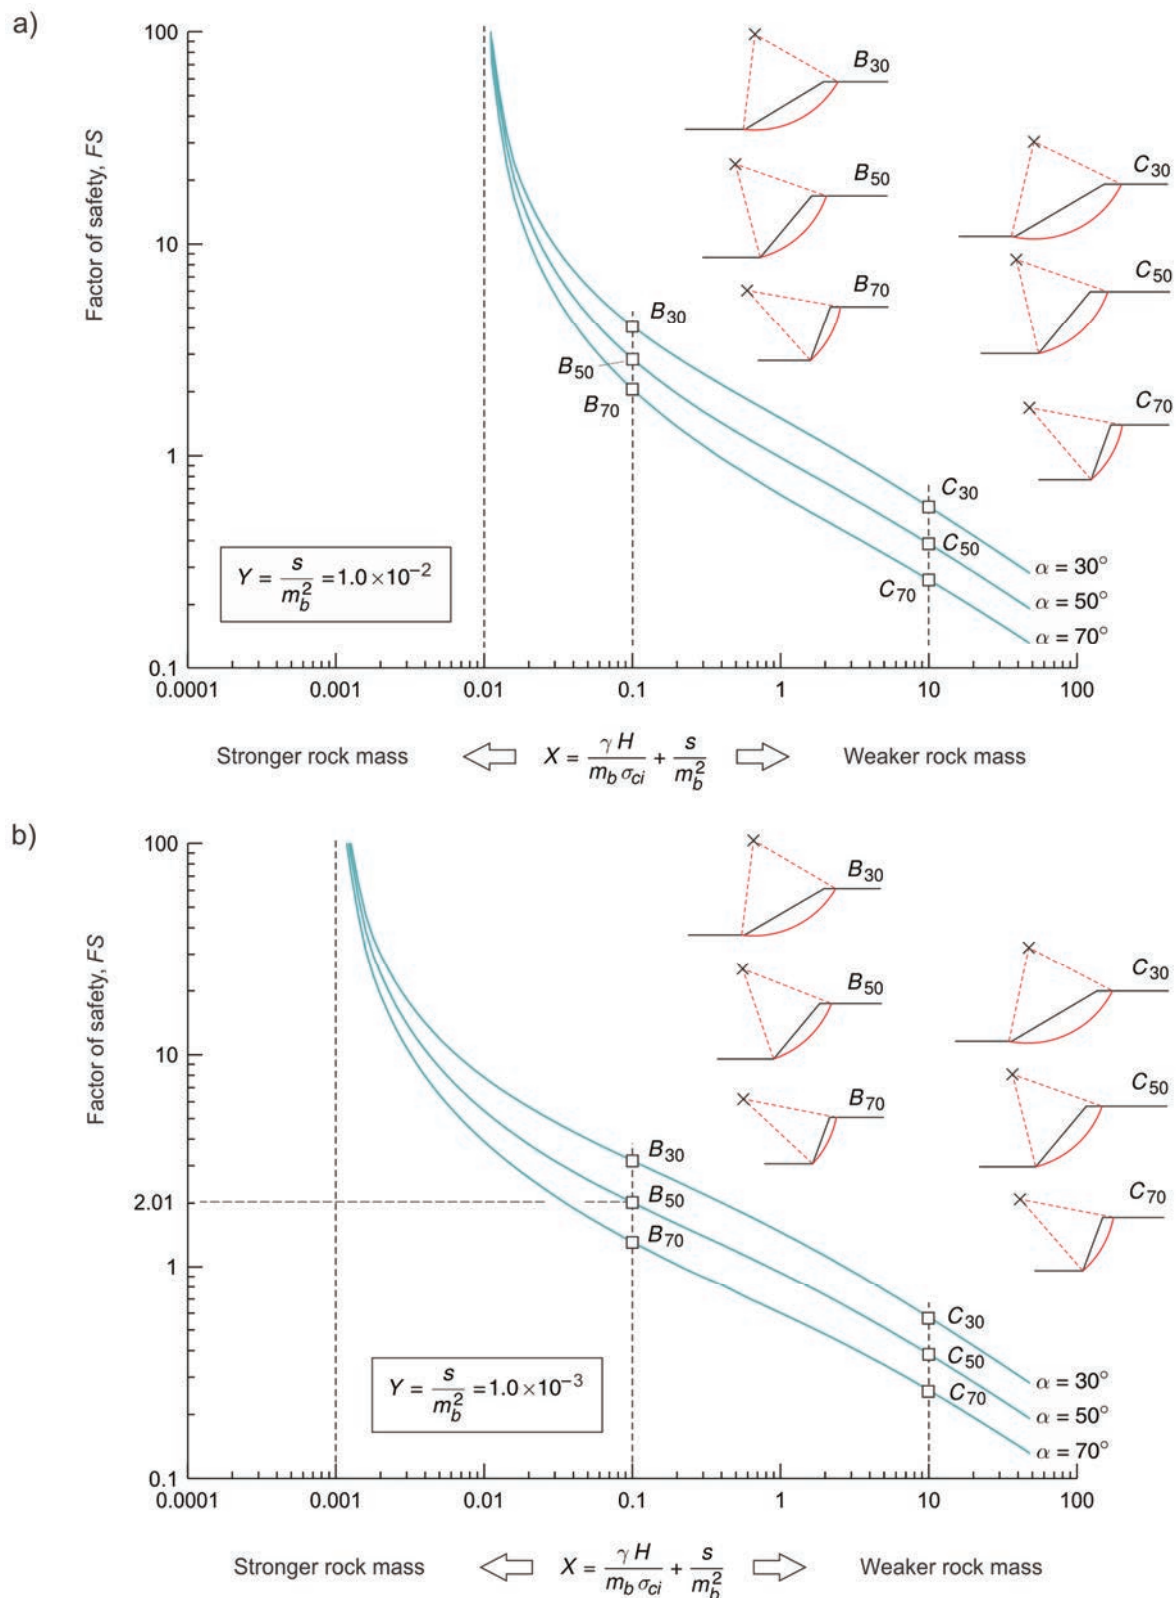 a)
Factor of safety, FS
100
10
1
0.1
B30
B50
B70
C30
C50
C70
B30
B50
B70
C30
C50
C70
α = 30°
α = 50°
α = 70°
Y = s/m_b^2 = 1.0 × 10^−2
0.0001 0.001 0.01 0.1 1 10 100
Stronger rock mass X = γ H/m_b σ_ci + s/m_b^2 Weaker rock mass
b)
Factor of safety, FS
100
10
2.01
1
0.1
B30
B50
B70
C30
C50
C70
B30
B50
B70
C30
C50
C70
α = 30°
α = 50°
α = 70°
Y = s/m_b^2 = 1.0 × 10^−3
0.0001 0.001 0.01 0.1 1 10 100
Stronger rock mass X = γ H/m_b σ_ci + s/m_b^2 Weaker rock mass